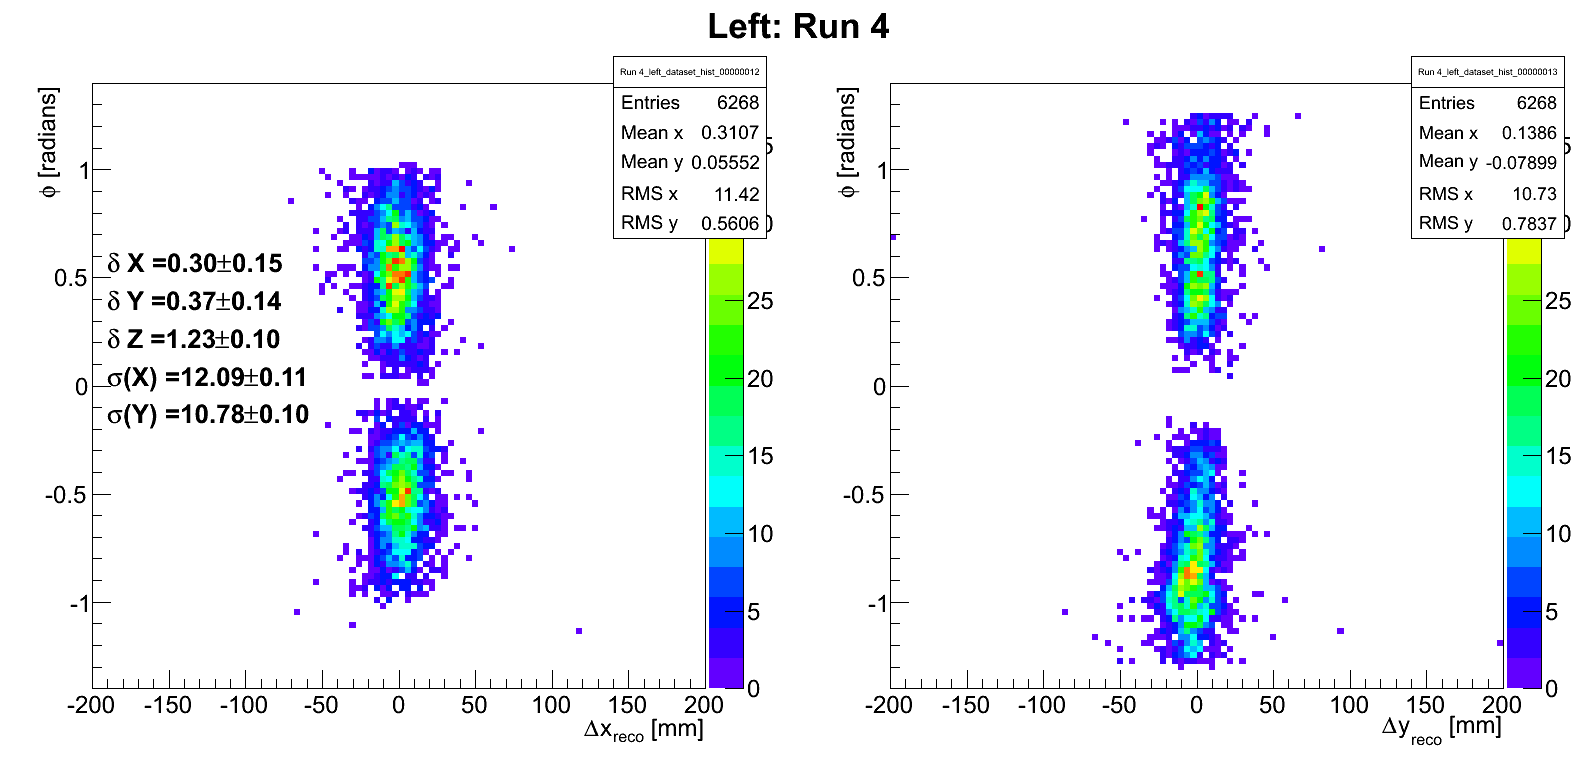 Left: Run 4
Run 4_left_dataset_hist_00000012
Entries 6268
Mean x 0.3107
Mean y 0.05552
RMS x 11.42
RMS y 0.5606
ϕ [radians]
1
0.5
0
-0.5
-1
δ X =0.30±0.15
δ Y =0.37±0.14
δ Z =1.23±0.10
σ(X) =12.09±0.11
σ(Y) =10.78±0.10
5
0
25
20
15
10
5
0
-200 -150 -100 -50 0 50 100 150 200
Δx_reco [mm]
Run 4_left_dataset_hist_00000013
Entries 6268
Mean x 0.1386
Mean y -0.07899
RMS x 10.73
RMS y 0.7837
ϕ [radians]
1
0.5
0
-0.5
-1
5
0
25
20
15
10
5
0
-200 -150 -100 -50 0 50 100 150 200
Δy_reco [mm]